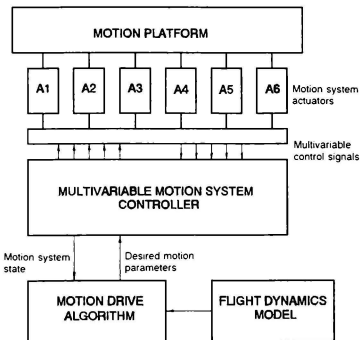 MOTION PLATFORM
A1 A2 A3 A4 A5 A6
Motion system
actuators
Multivariable
control signals
MULTIVARIABLE MOTION SYSTEM
CONTROLLER
Motion system
state
Desired motion
parameters
MOTION DRIVE
ALGORITHM
FLIGHT DYNAMICS
MODEL